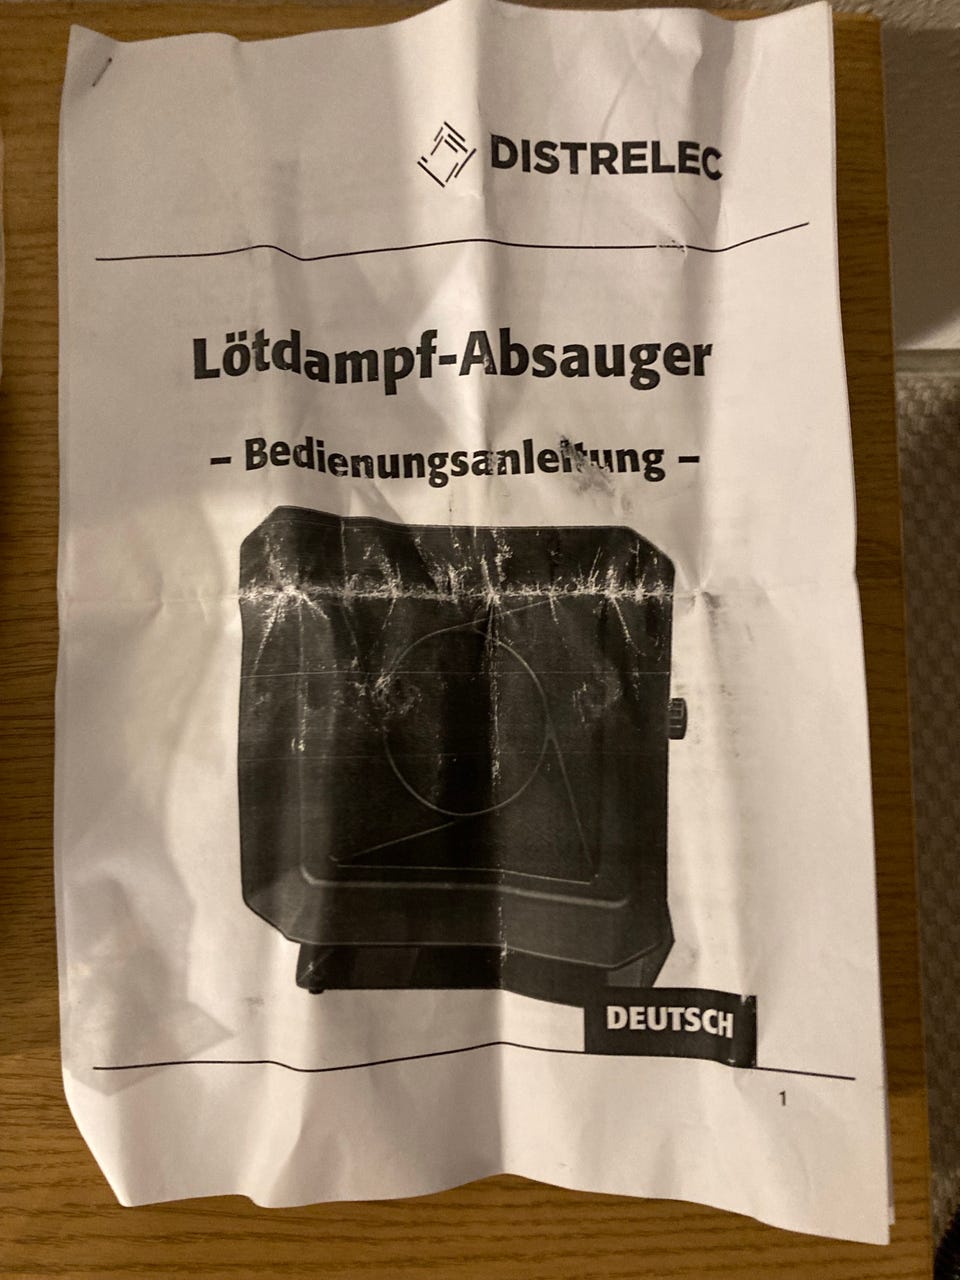 DISTRELEC
Lötdampf-Absauger
– Bedienungsanleitung –
DEUTSCH
1